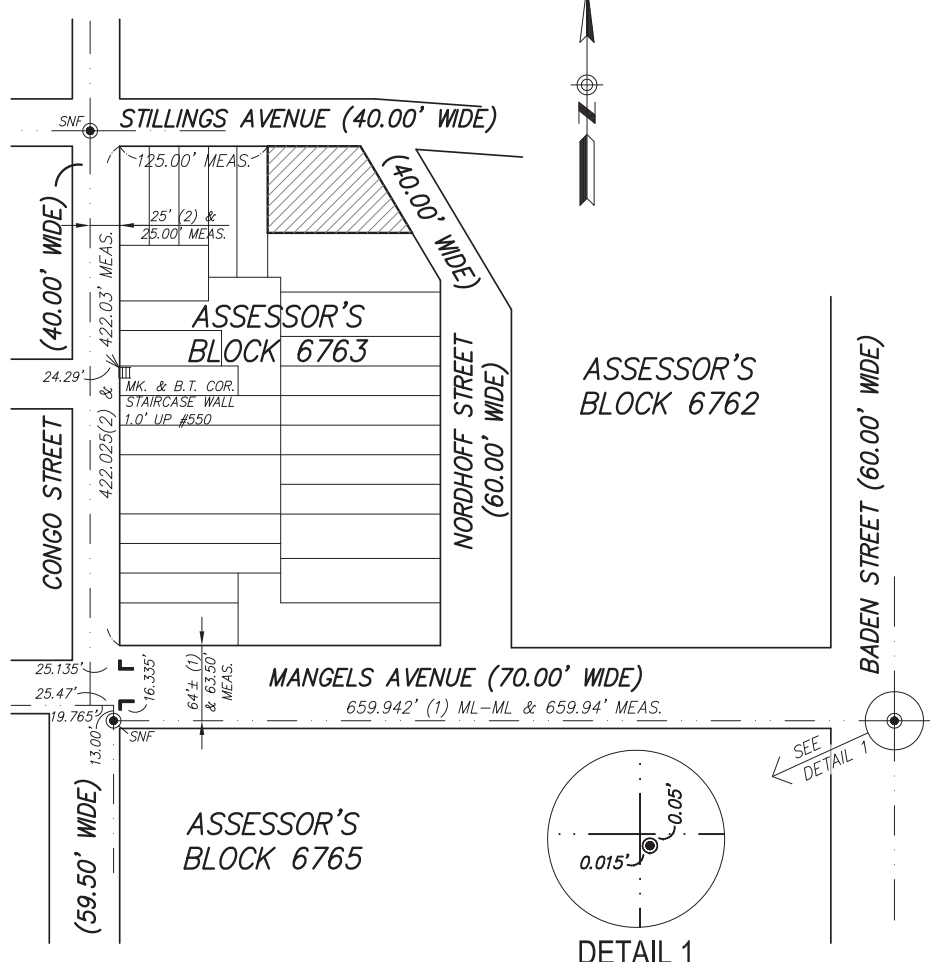 SNF
STILLINGS AVENUE (40.00' WIDE)
125.00' MEAS.
(40.00' WIDE)
25' (2) &
25.00' MEAS.
(40.00' WIDE)
N
422.025(2) & 422.03' MEAS.
ASSESSOR'S
BLOCK 6763
24.29'
MK. & B.T. COR.
STAIRCASE WALL
1.0' UP #550
CONGO STREET
NORDHOFF STREET
(60.00' WIDE)
ASSESSOR'S
BLOCK 6762
BADEN STREET (60.00' WIDE)
25.135'
25.47'
19.765'
13.00'
16.335'
64'± (1)
& 63.50'
MEAS.
MANGELS AVENUE (70.00' WIDE)
659.942' (1) ML-ML & 659.94' MEAS.
SNF
SEE
DETAIL 1
(59.50' WIDE)
ASSESSOR'S
BLOCK 6765
0.05'
0.015'
DETAIL 1